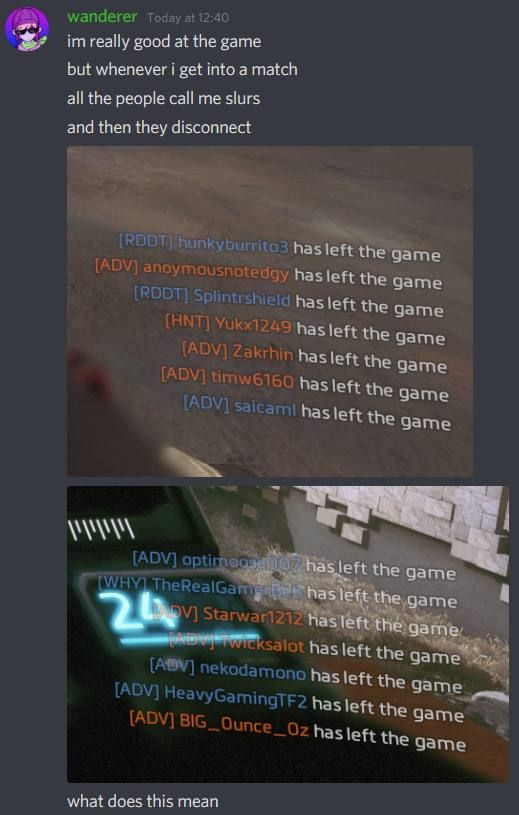 wanderer Today at 12:40
im really good at the game
but whenever i get into a match
all the people call me slurs
and then they disconnect
[RDDT] hunkyburrito3 has left the game
[ADV] anoymousnotedgy has left the game
[RDDT] Splintrshield has left the game
[HNT] Yukx1249 has left the game
[ADV] Zakrhin has left the game
[ADV] timw6160 has left the game
[ADV] saicaml has left the game
[ADV] optimoose007 has left the game
[WHY] TheRealGamerBob has left the game
24
[ADV] Starwar1212 has left the game
[ADV] Twicksalot has left the game
[ADV] nekodamono has left the game
[ADV] HeavyGamingTF2 has left the game
[ADV] BIG_0unce_Oz has left the game
what does this mean